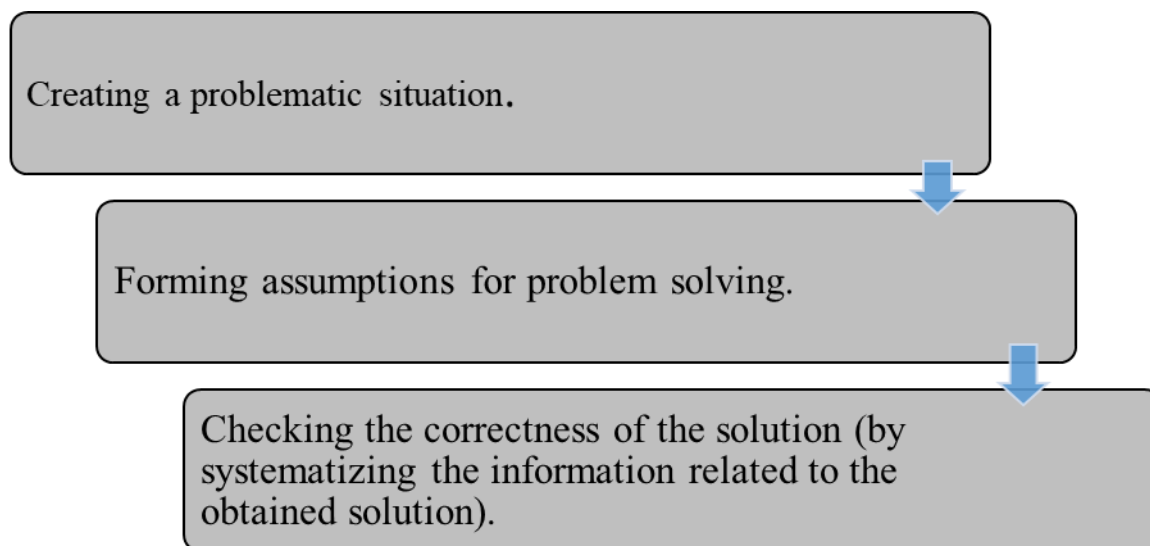 Creating a problematic situation.
Forming assumptions for problem solving.
Checking the correctness of the solution (by
systematizing the information related to the
obtained solution).